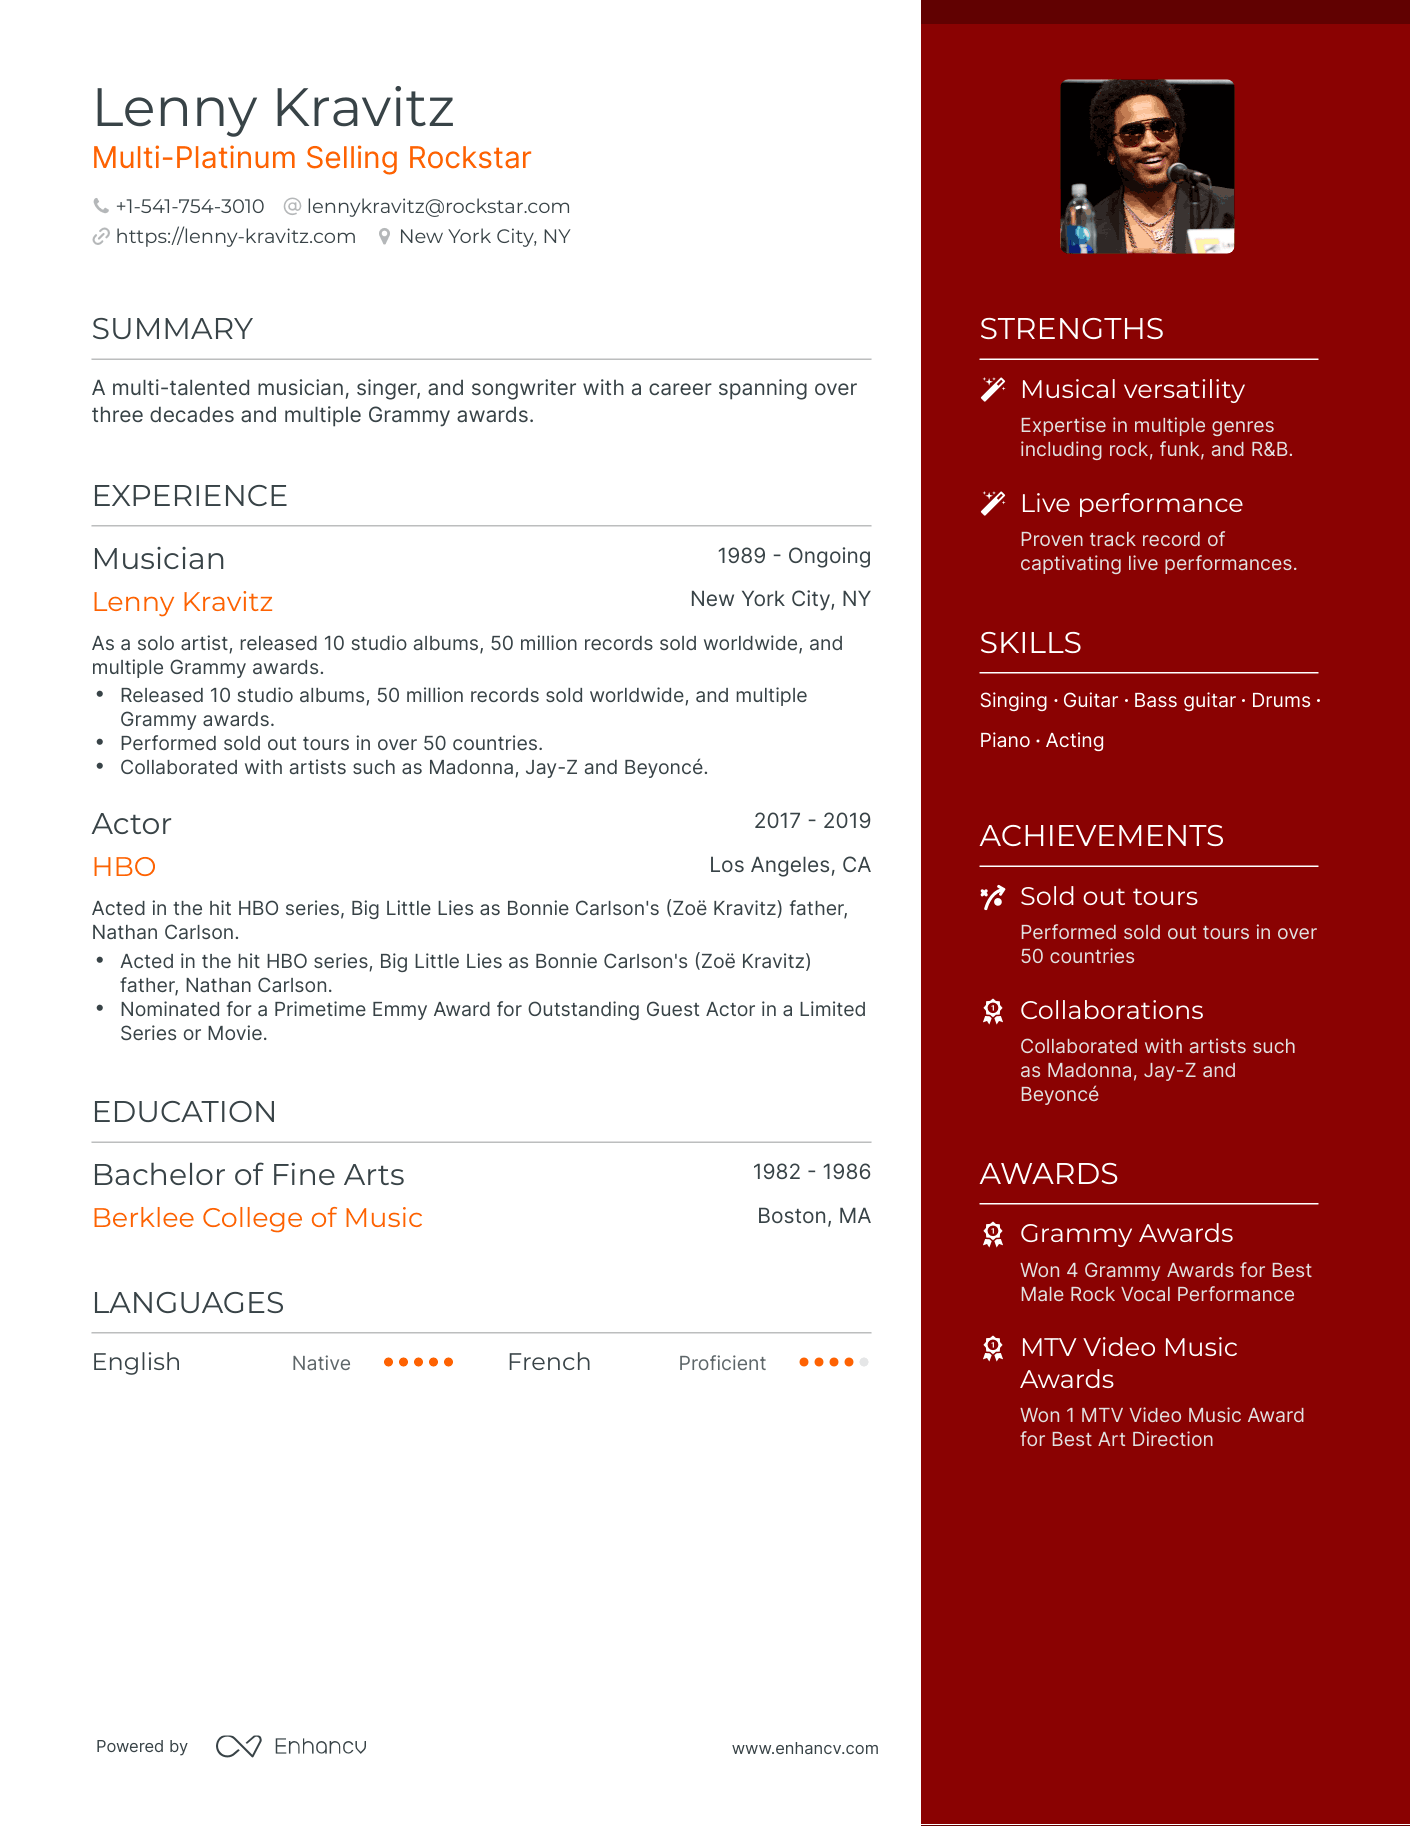 Lenny Kravitz
Multi-Platinum Selling Rockstar
+1-541-754-3010 lennykravitz@rockstar.com
https://lenny-kravitz.com New York City, NY
SUMMARY
A multi-talented musician, singer, and songwriter with a career spanning over
three decades and multiple Grammy awards.
EXPERIENCE
Musician 1989 - Ongoing
Lenny Kravitz New York City, NY
As a solo artist, released 10 studio albums, 50 million records sold worldwide, and
multiple Grammy awards.
• Released 10 studio albums, 50 million records sold worldwide, and multiple
Grammy awards.
• Performed sold out tours in over 50 countries.
• Collaborated with artists such as Madonna, Jay-Z and Beyoncé.
Actor 2017 - 2019
HBO Los Angeles, CA
Acted in the hit HBO series, Big Little Lies as Bonnie Carlson's (Zoë Kravitz) father,
Nathan Carlson.
• Acted in the hit HBO series, Big Little Lies as Bonnie Carlson's (Zoë Kravitz)
father, Nathan Carlson.
• Nominated for a Primetime Emmy Award for Outstanding Guest Actor in a Limited
Series or Movie.
EDUCATION
Bachelor of Fine Arts 1982 - 1986
Berklee College of Music Boston, MA
LANGUAGES
English Native French Proficient
STRENGTHS
Musical versatility
Expertise in multiple genres
including rock, funk, and R&B.
Live performance
Proven track record of
captivating live performances.
SKILLS
Singing · Guitar · Bass guitar · Drums ·
Piano · Acting
ACHIEVEMENTS
Sold out tours
Performed sold out tours in over
50 countries
Collaborations
Collaborated with artists such
as Madonna, Jay-Z and
Beyoncé
AWARDS
Grammy Awards
Won 4 Grammy Awards for Best
Male Rock Vocal Performance
MTV Video Music
Awards
Won 1 MTV Video Music Award
for Best Art Direction
Powered by Enhancv www.enhancv.com